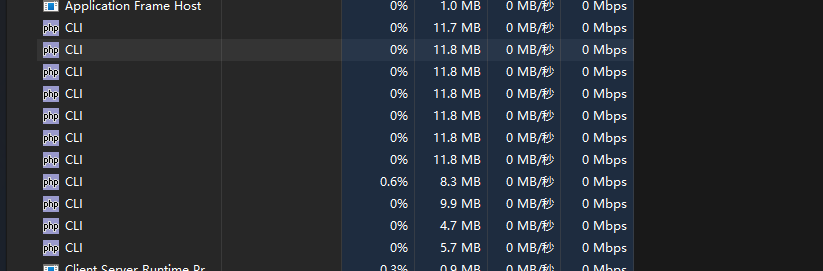 Application Frame Host 0% 1.0 MB 0 MB/秒 0 Mbps
php CLI 0% 11.7 MB 0 MB/秒 0 Mbps
php CLI 0% 11.8 MB 0 MB/秒 0 Mbps
php CLI 0% 11.8 MB 0 MB/秒 0 Mbps
php CLI 0% 11.8 MB 0 MB/秒 0 Mbps
php CLI 0% 11.8 MB 0 MB/秒 0 Mbps
php CLI 0% 11.8 MB 0 MB/秒 0 Mbps
php CLI 0% 11.8 MB 0 MB/秒 0 Mbps
php CLI 0.6% 8.3 MB 0 MB/秒 0 Mbps
php CLI 0% 9.9 MB 0 MB/秒 0 Mbps
php CLI 0% 4.7 MB 0 MB/秒 0 Mbps
php CLI 0% 5.7 MB 0 MB/秒 0 Mbps
Client Server Runtime Pr... 0.3% 0.9 MB 0 MB/秒 0 Mbps